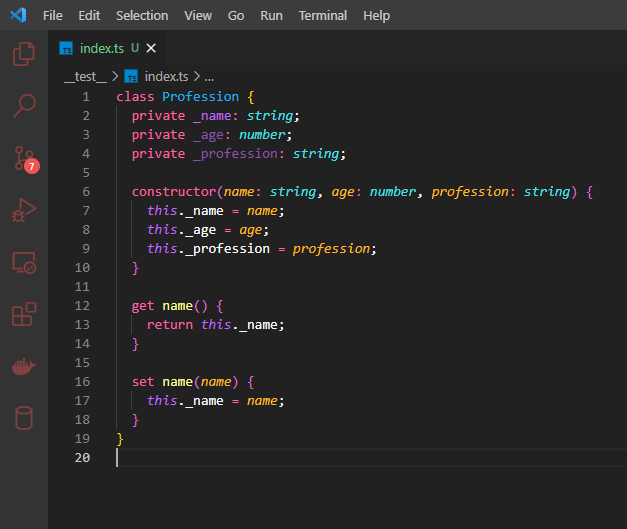 File Edit Selection View Go Run Terminal Help
index.ts U
__test__ > index.ts > ...
7
1 class Profession {
2 private _name: string;
3 private _age: number;
4 private _profession: string;
5
6 constructor(name: string, age: number, profession: string) {
7 this._name = name;
8 this._age = age;
9 this._profession = profession;
10 }
11
12 get name() {
13 return this._name;
14 }
15
16 set name(name) {
17 this._name = name;
18 }
19 }
20